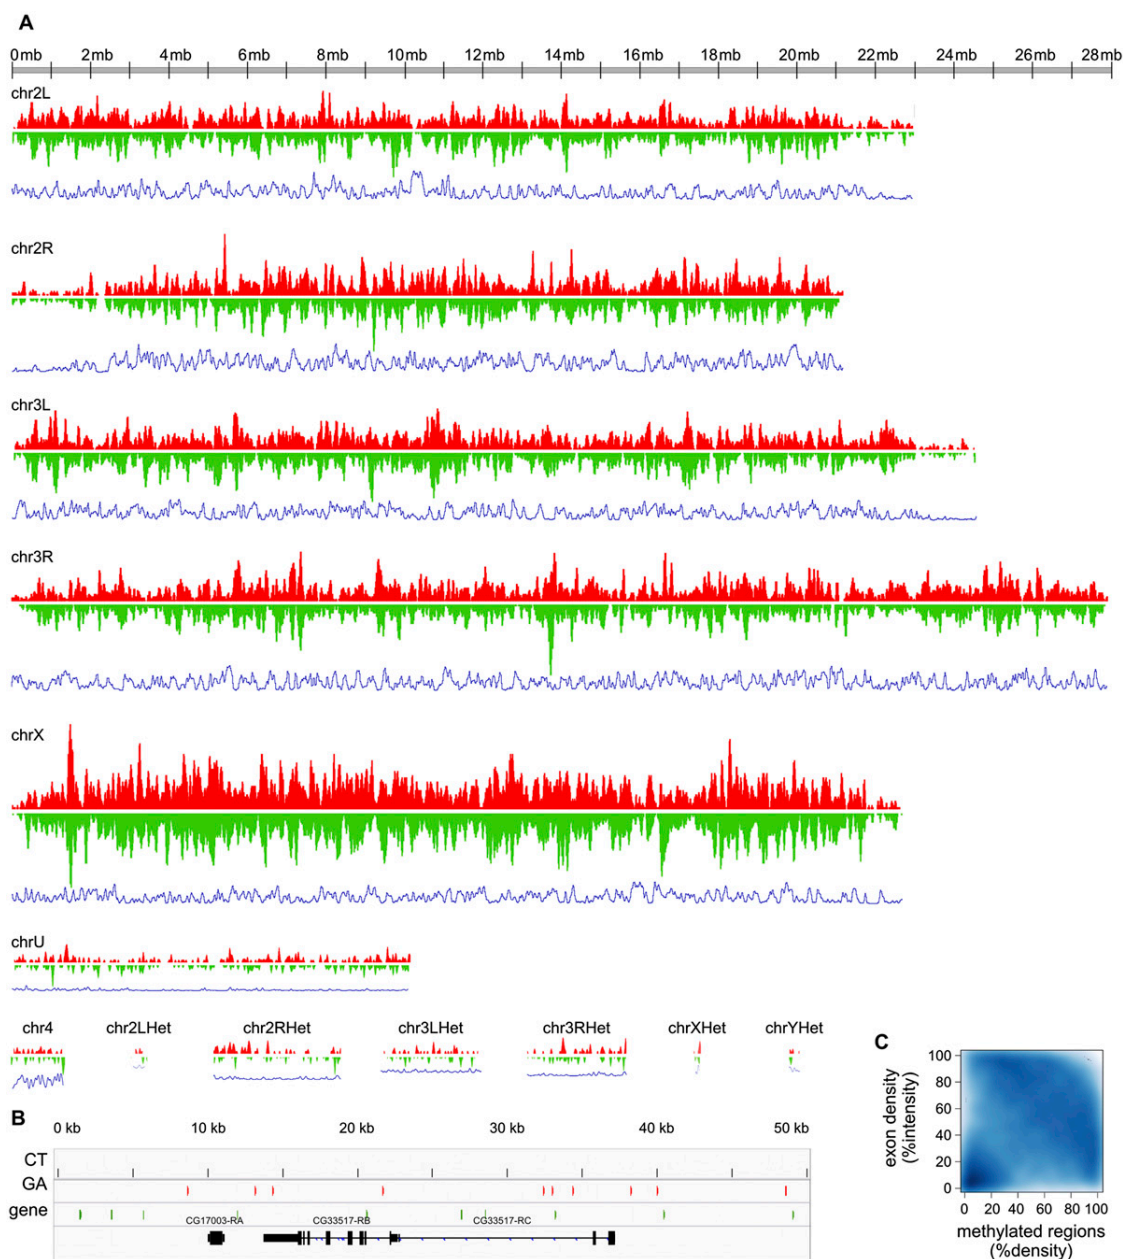 A
0mb 2mb 4mb 6mb 8mb 10mb 12mb 14mb 16mb 18mb 20mb 22mb 24mb 26mb 28mb
chr2L
chr2R
chr3L
chr3R
chrX
chrU
chr4 chr2LHet chr2RHet chr3LHet chr3RHet chrXHet chrYHet
B
0 kb 10 kb 20 kb 30 kb 40 kb 50 kb
CT
GA
gene
CG17003-RA CG33517-RB CG33517-RC
C
exon density
(%intensity)
100
80
60
40
20
0
0 20 40 60 80 100
methylated regions
(%density)